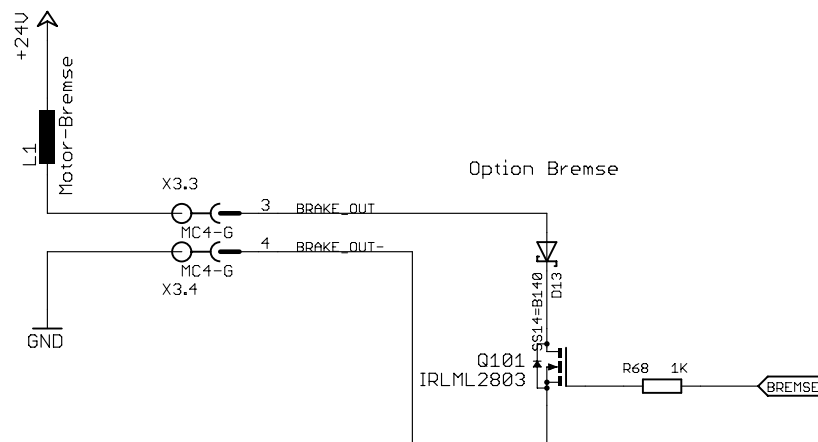 +24V
L1
Motor-Bremse
Option Bremse
X3.3
3 BRAKE_OUT
MC4-G
4 BRAKE_OUT-
MC4-G
X3.4
GND
SS14=B140
D13
Q101
IRLML2803
R68 1K
BREMSE